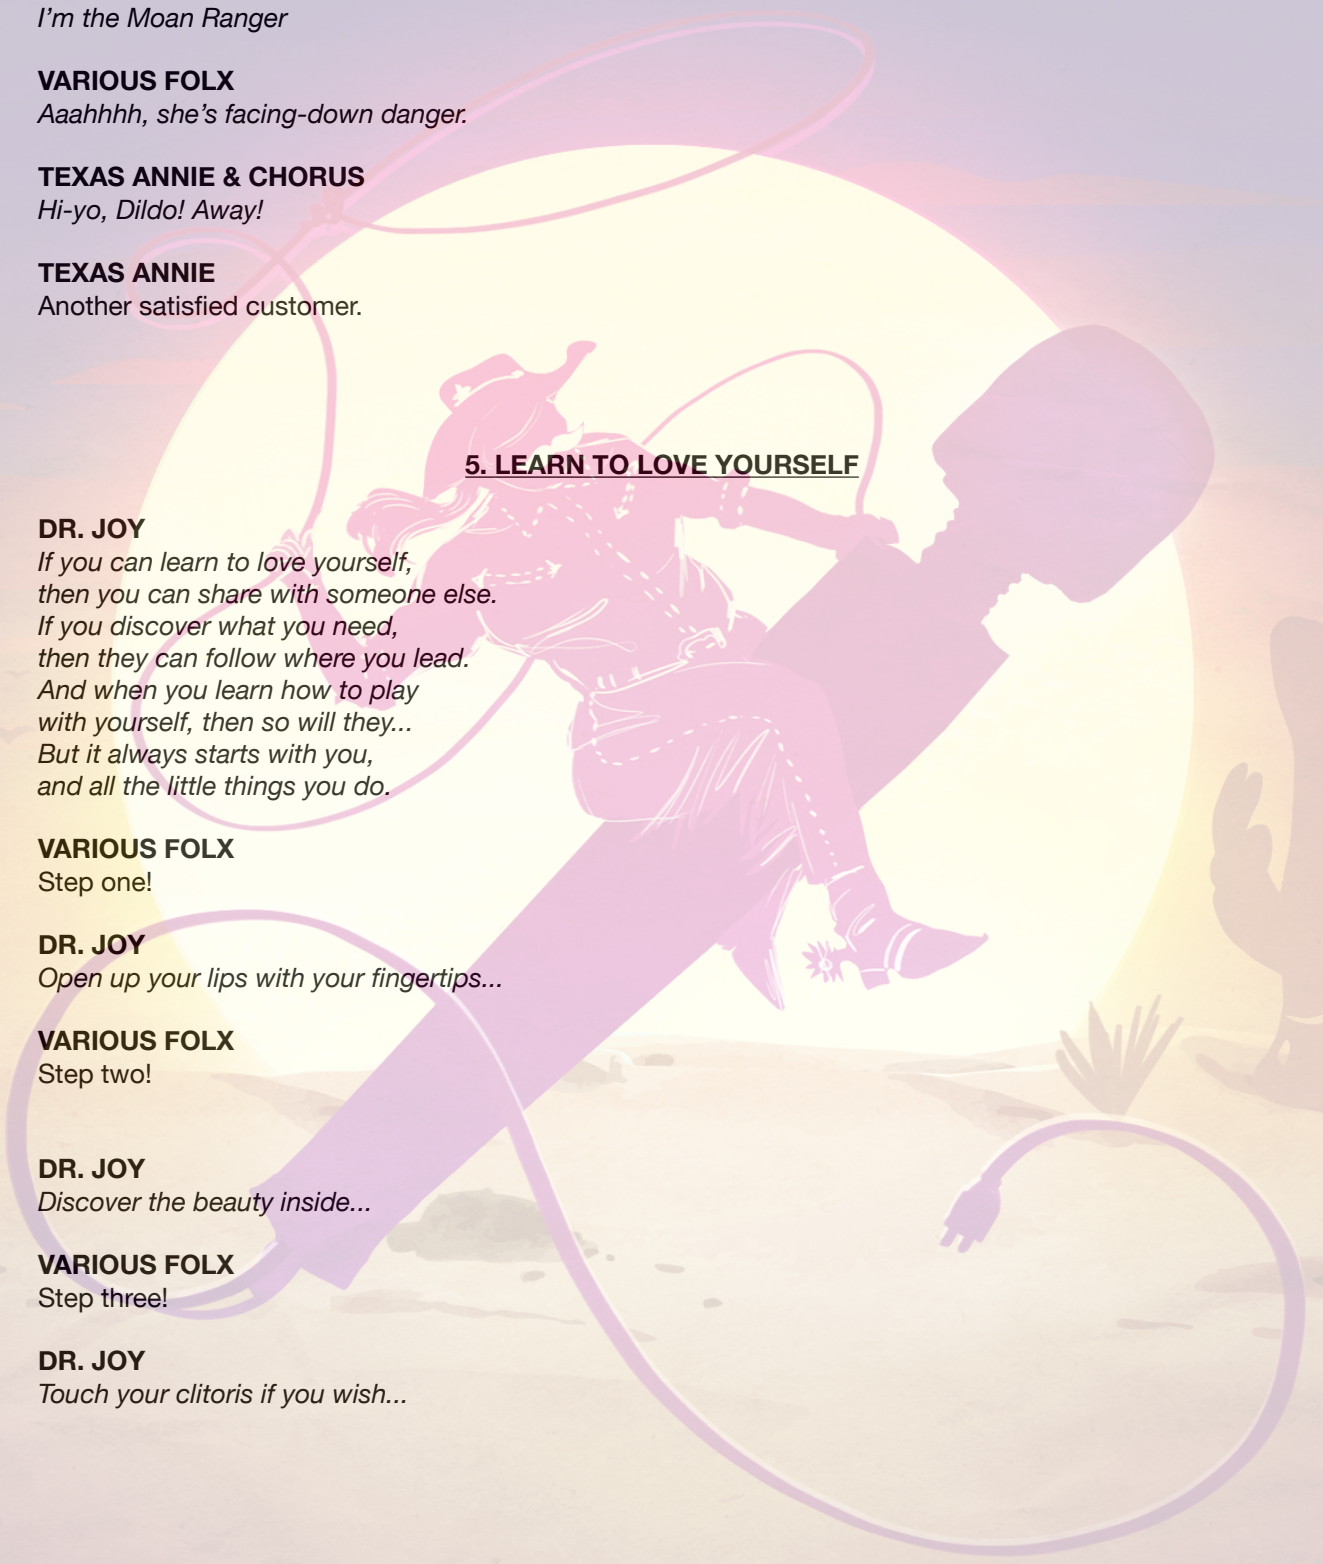 I'm the Moan Ranger
VARIOUS FOLX
Aaahhhh, she's facing-down danger.
TEXAS ANNIE & CHORUS
Hi-yo, Dildo! Away!
TEXAS ANNIE
Another satisfied customer.
5. LEARN TO LOVE YOURSELF
DR. JOY
If you can learn to love yourself,
then you can share with someone else.
If you discover what you need,
then they can follow where you lead.
And when you learn how to play
with yourself, then so will they...
But it always starts with you,
and all the little things you do.
VARIOUS FOLX
Step one!
DR. JOY
Open up your lips with your fingertips...
VARIOUS FOLX
Step two!
DR. JOY
Discover the beauty inside...
VARIOUS FOLX
Step three!
DR. JOY
Touch your clitoris if you wish...